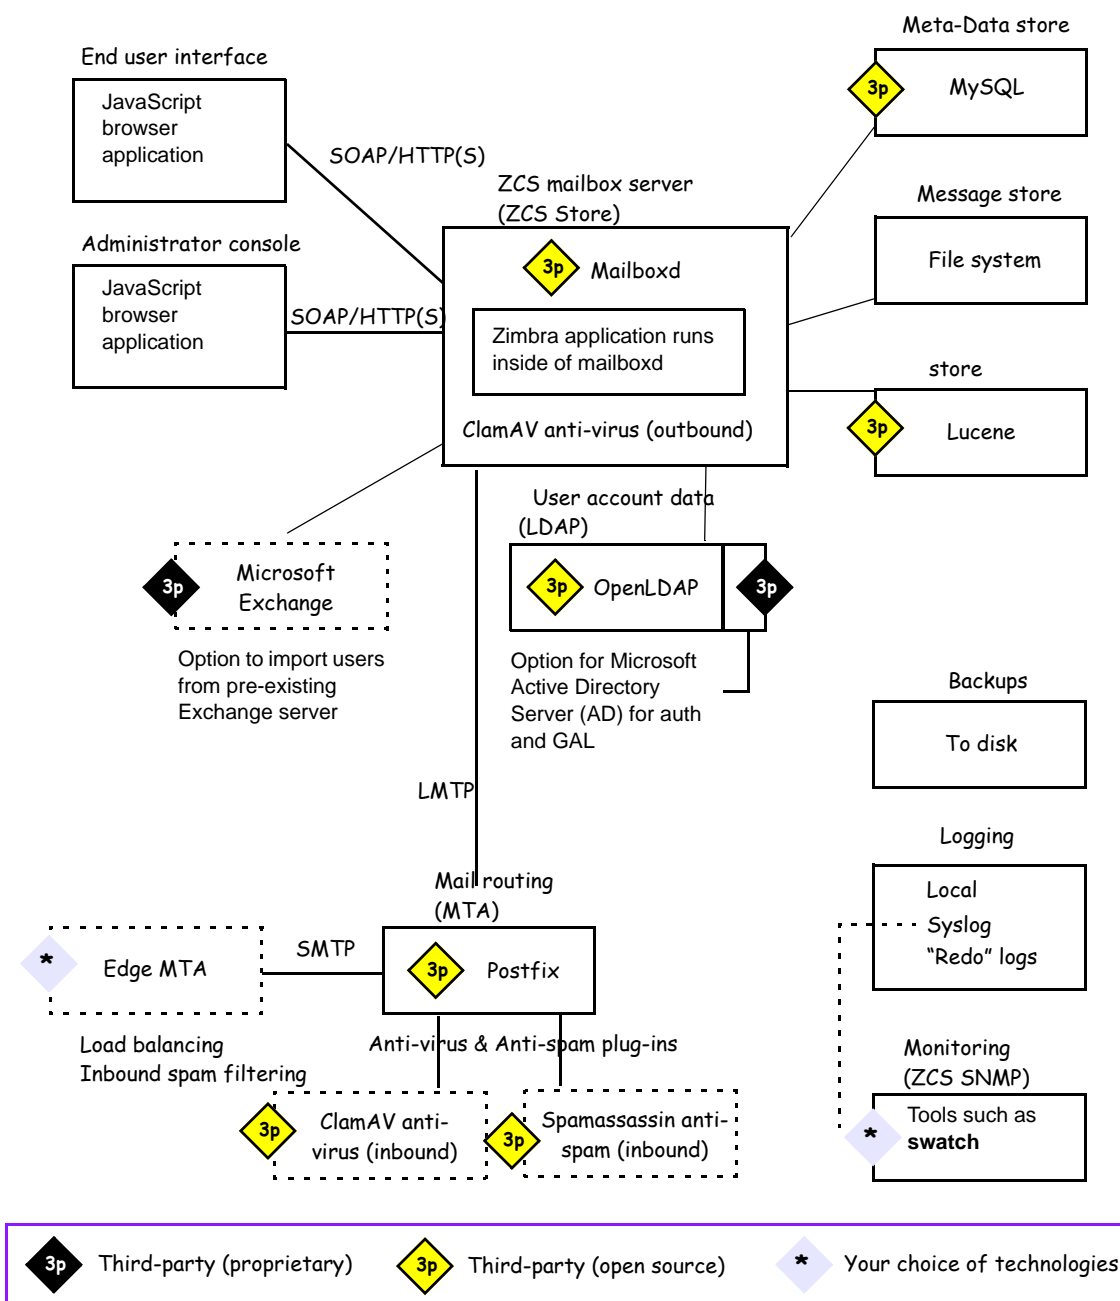 Meta-Data store
3p
MySQL
End user interface
JavaScript
browser
application
SOAP/HTTP(S)
ZCS mailbox server
(ZCS Store)
Message store
File system
Administrator console
JavaScript
browser
application
SOAP/HTTP(S)
3p
Mailboxd
Zimbra application runs
inside of mailboxd
ClamAV anti-virus (outbound)
store
3p
Lucene
User account data
(LDAP)
3p
Microsoft
Exchange
3p
OpenLDAP
3p
Option to import users
from pre-existing
Exchange server
Option for Microsoft
Active Directory
Server (AD) for auth
and GAL
Backups
To disk
LMTP
Logging
Local
Syslog
“Redo” logs
Mail routing
(MTA)
*
Edge MTA
SMTP
3p
Postfix
Load balancing
Inbound spam filtering
Anti-virus & Anti-spam plug-ins
3p
ClamAV anti-
virus (inbound)
3p
Spamassassin anti-
spam (inbound)
Monitoring
(ZCS SNMP)
*
Tools such as
swatch
3p
Third-party (proprietary)
3p
Third-party (open source)
*
Your choice of technologies